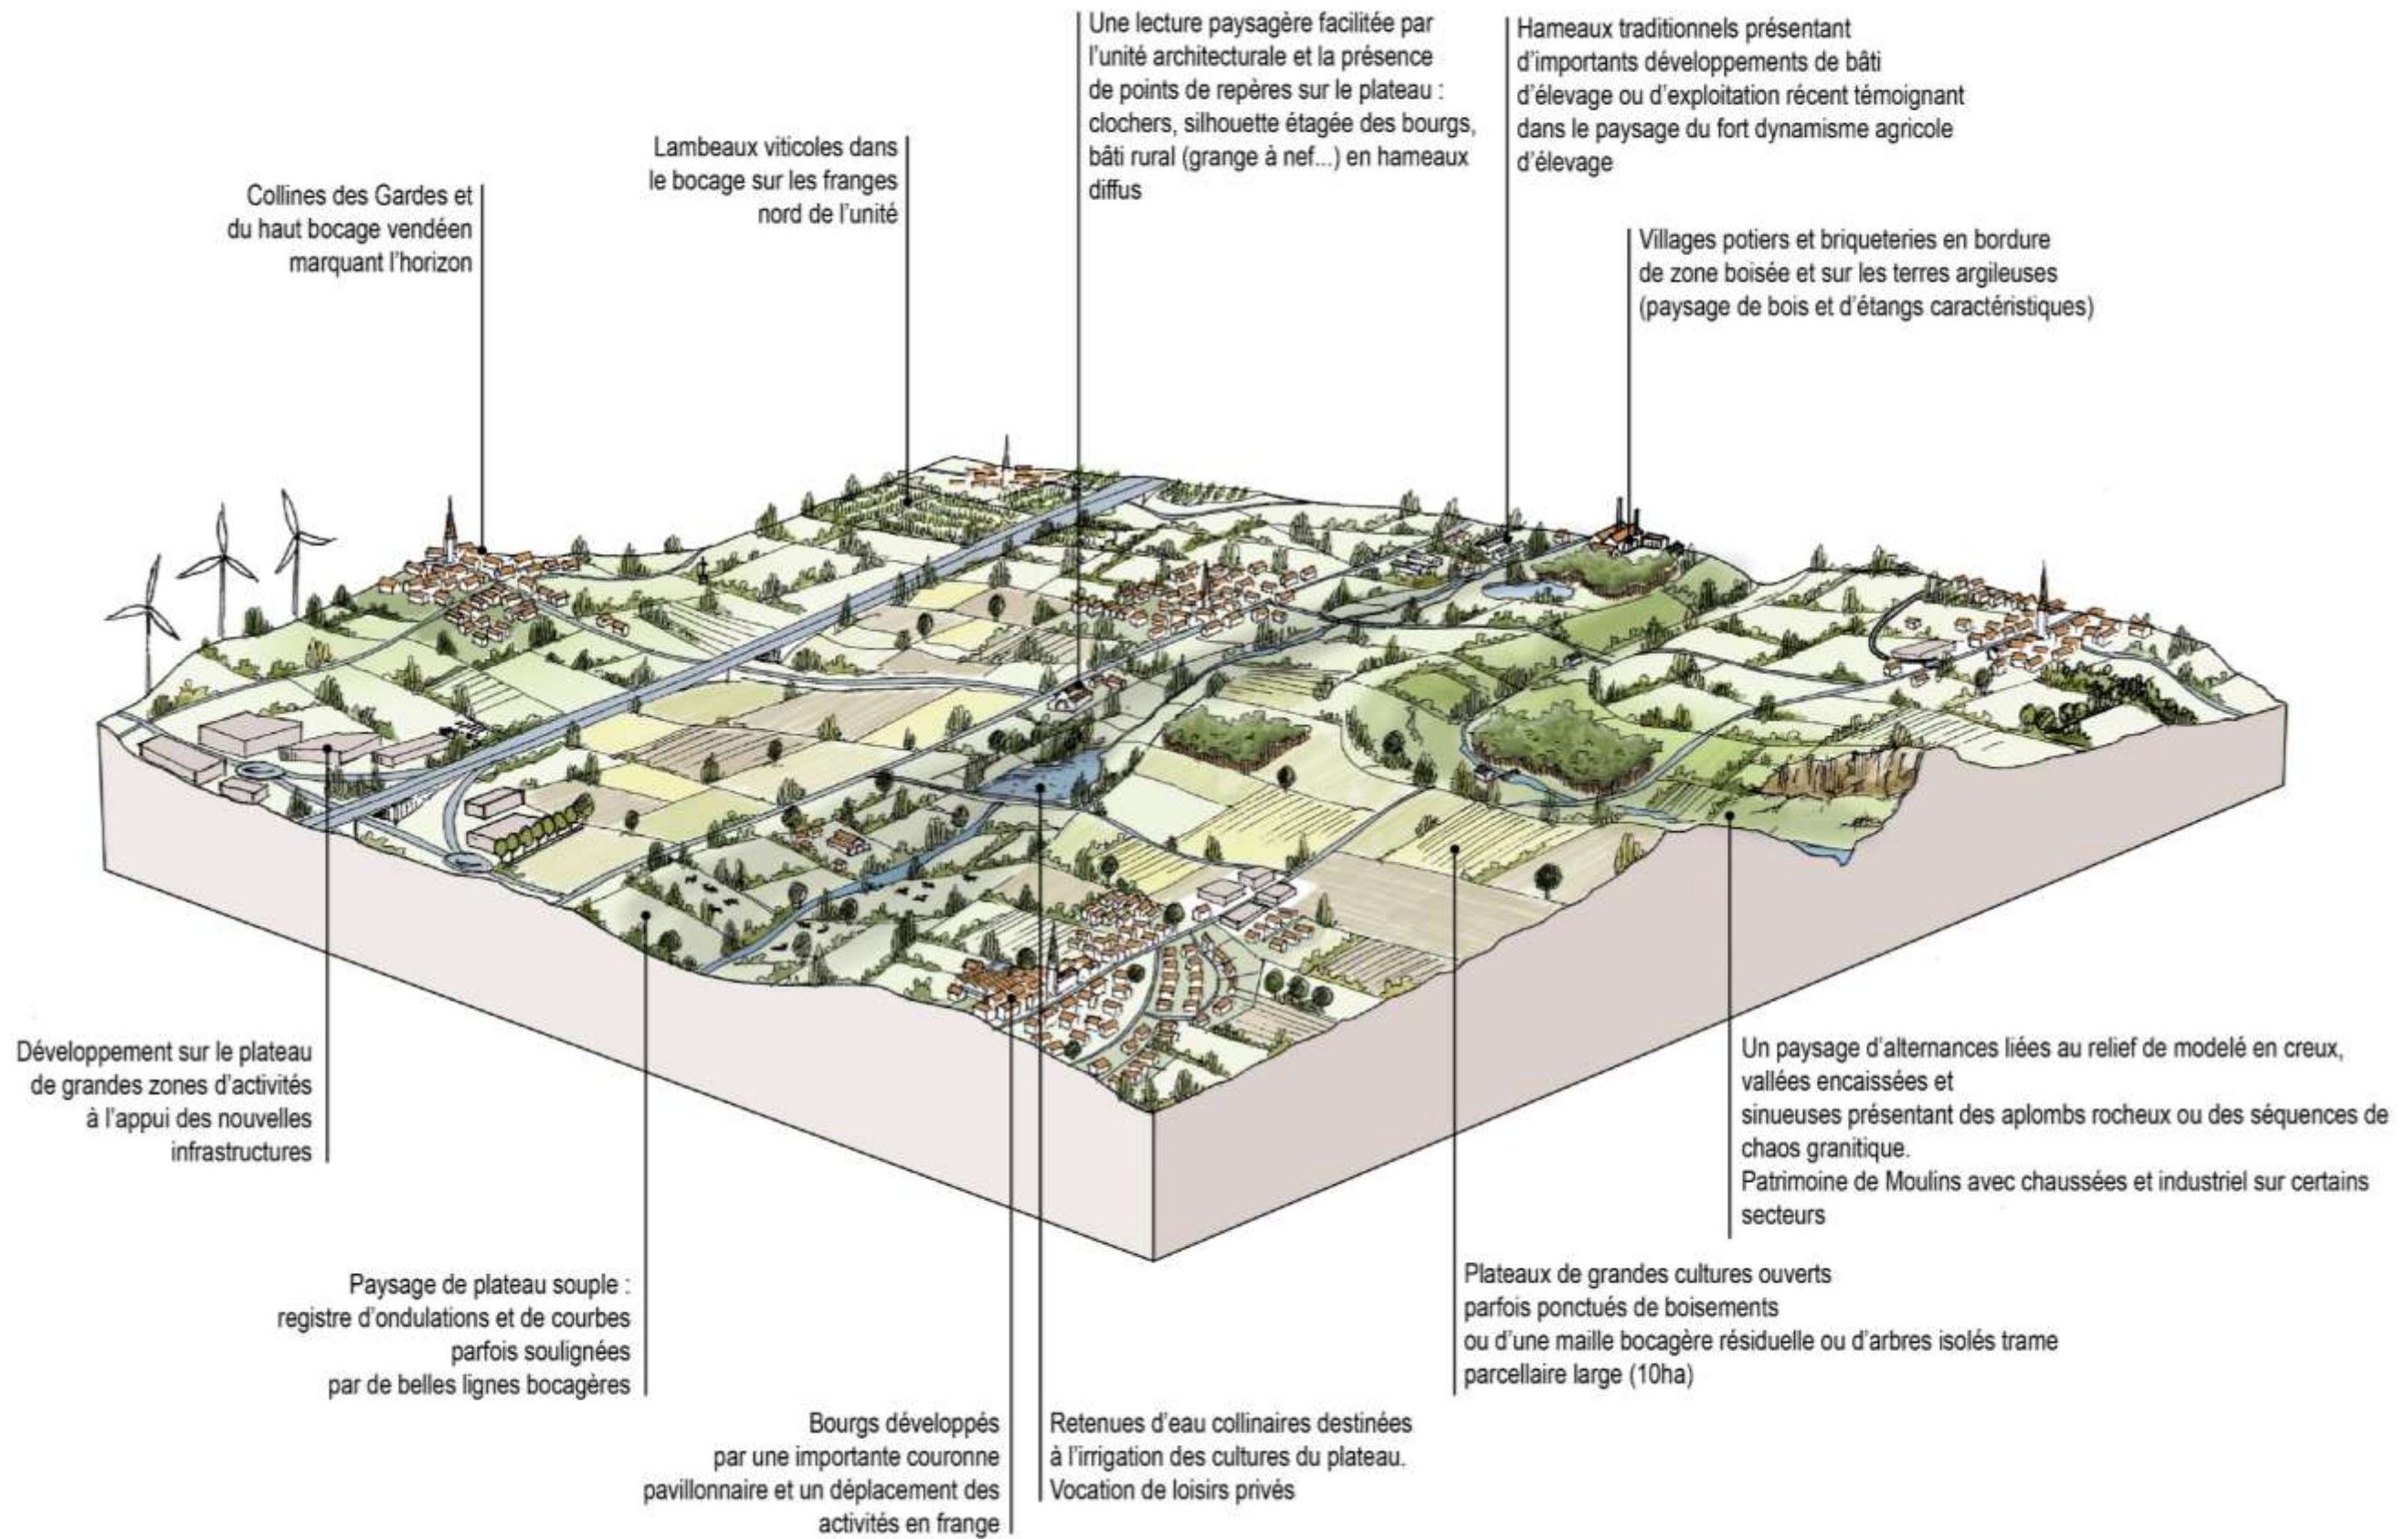 Une lecture paysagère facilitée par
l'unité architecturale et la présence
de points de repères sur le plateau :
clochers, silhouette étagée des bourgs,
bâti rural (grange à nef...) en hameaux
diffus
Hameaux traditionnels présentant
d'importants développements de bâti
d'élevage ou d'exploitation récent témoignant
dans le paysage du fort dynamisme agricole
d'élevage
Lambeaux viticoles dans
le bocage sur les franges
nord de l'unité
Collines des Gardes et
du haut bocage vendéen
marquant l'horizon
Villages potiers et briqueteries en bordure
de zone boisée et sur les terres argileuses
(paysage de bois et d'étangs caractéristiques)
Développement sur le plateau
de grandes zones d'activités
à l'appui des nouvelles
infrastructures
Un paysage d'alternances liées au relief de modelé en creux,
vallées encaissées et
sinueuses présentant des aplombs rocheux ou des séquences de
chaos granitique.
Patrimoine de Moulins avec chaussées et industriel sur certains
secteurs
Paysage de plateau souple :
registre d'ondulations et de courbes
parfois soulignées
par de belles lignes bocagères
Plateaux de grandes cultures ouverts
parfois ponctués de boisements
ou d'une maille bocagère résiduelle ou d'arbres isolés trame
parcellaire large (10ha)
Bourgs développés
par une importante couronne
pavillonnaire et un déplacement des
activités en frange
Retenues d'eau collinaires destinées
à l'irrigation des cultures du plateau.
Vocation de loisirs privés